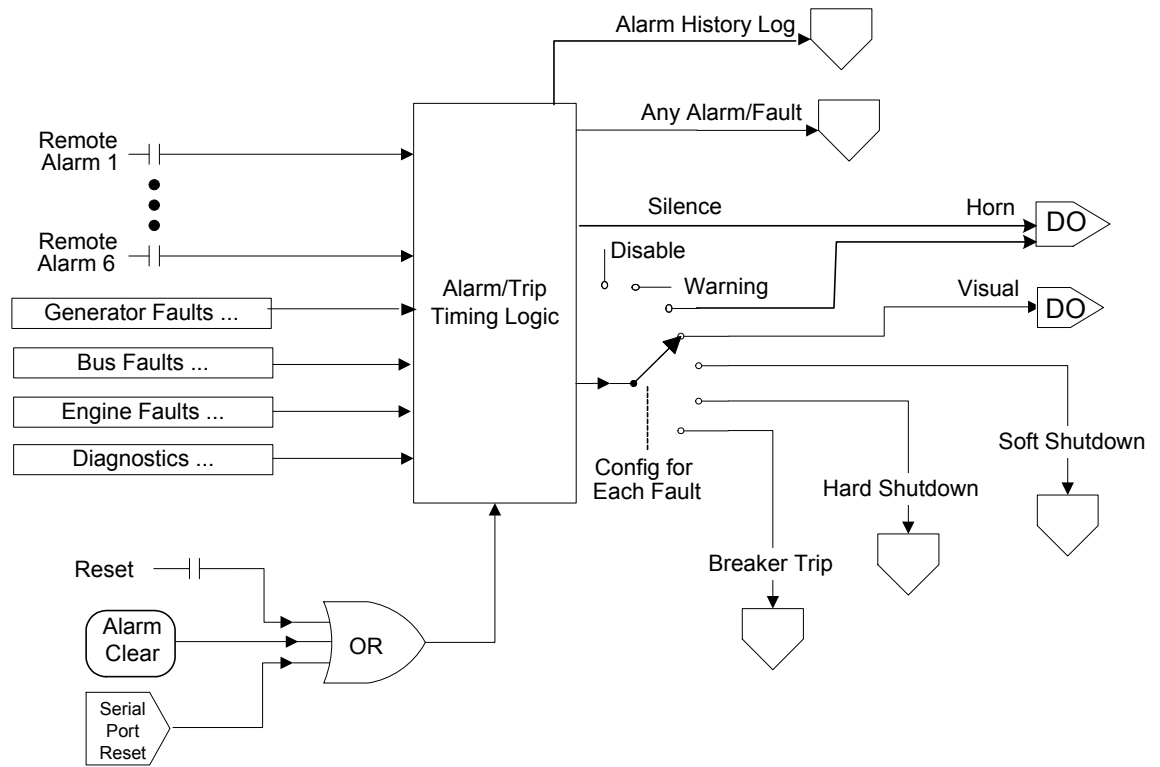 Alarm History Log
Any Alarm/Fault
Remote
Alarm 1
Silence
Horn
DO
Remote
Alarm 6
Disable
Warning
Visual
DO
Generator Faults ...
Alarm/Trip
Timing Logic
Bus Faults ...
Engine Faults ...
Diagnostics ...
Config for
Each Fault
Soft Shutdown
Hard Shutdown
Breaker Trip
Reset
Alarm
Clear
OR
Serial
Port
Reset